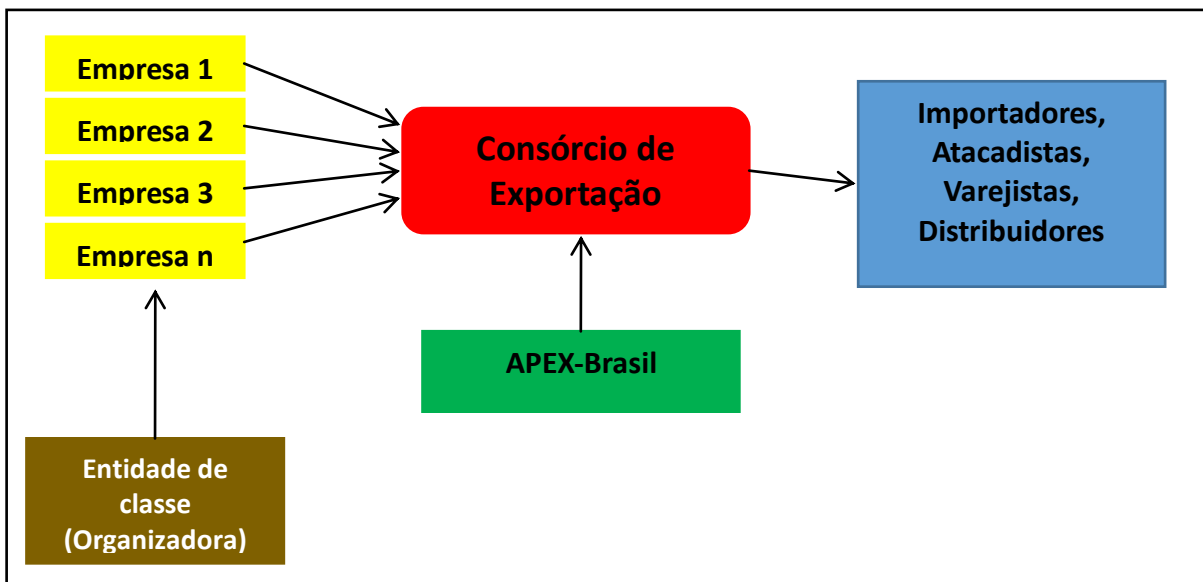 Empresa 1
Empresa 2
Empresa 3
Empresa n
Entidade de
classe
(Organizadora)
Consórcio de
Exportação
APEX-Brasil
Importadores,
Atacadistas,
Varejistas,
Distribuidores